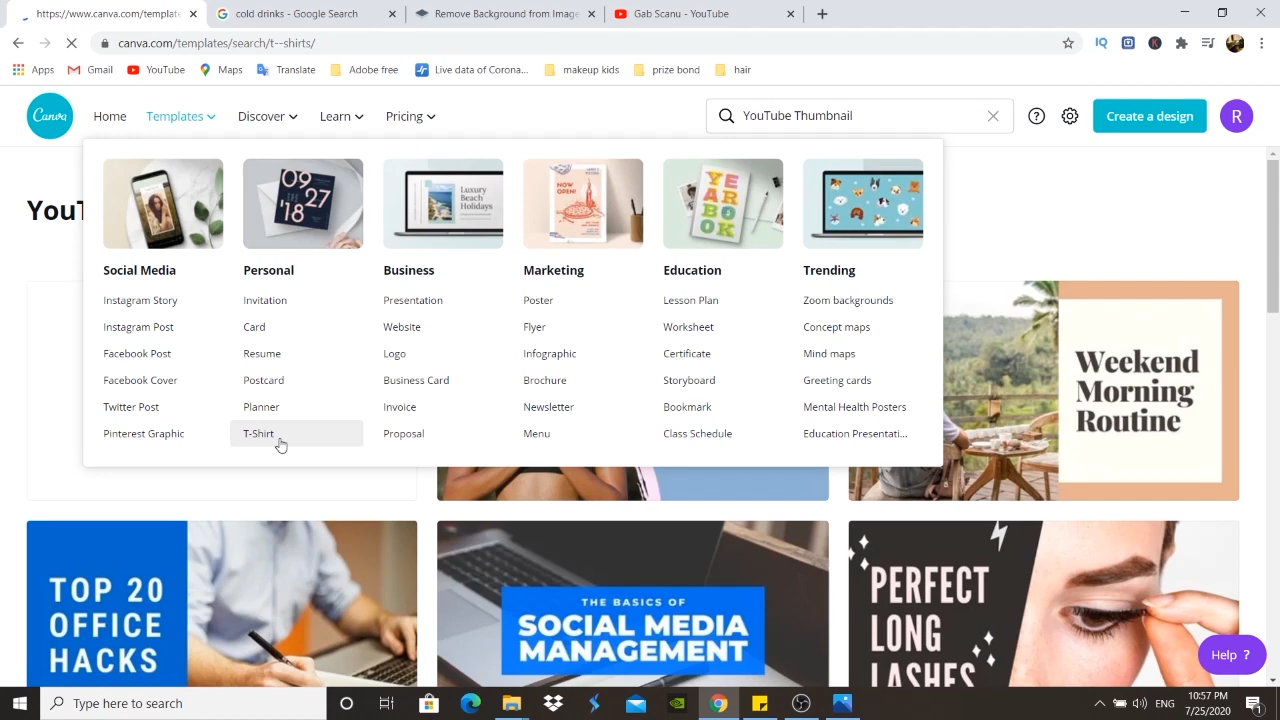 https://www.canva.com/template
cold drinks - Google Search
Remove Background from Image
Gab Scanu - YouTube
canva.com/templates/search/t--shirts/
Apps
Gmail
YouTube
Maps
Translate
Adobe free
Live data of Corona...
makeup kids
prize bond
hair
Canva
Home
Templates
Discover
Learn
Pricing
YouTube Thumbnail
Create a design
R
YouT
Social Media
Instagram Story
Instagram Post
Facebook Post
Facebook Cover
Twitter Post
Pinterest Graphic
09
27
'18
Personal
Invitation
Card
Resume
Postcard
Planner
T-Shirt
Luxury
Beach
Holidays
Business
Presentation
Website
Logo
Business Card
Invoice
Proposal
NOW
OPEN!
Marketing
Poster
Flyer
Infographic
Brochure
Newsletter
Menu
YE
AR
BO
OK
Education
Lesson Plan
Worksheet
Certificate
Storyboard
Bookmark
Class Schedule
Trending
Zoom backgrounds
Concept maps
Mind maps
Greeting cards
Mental Health Posters
Education Presentati...
Weekend
Morning
Routine
TOP 20
OFFICE
HACKS
THE BASICS OF
SOCIAL MEDIA
MANAGEMENT
PERFECT
LONG
LASHES
Help ?
Type here to search
ENG
10:57 PM
7/25/2020